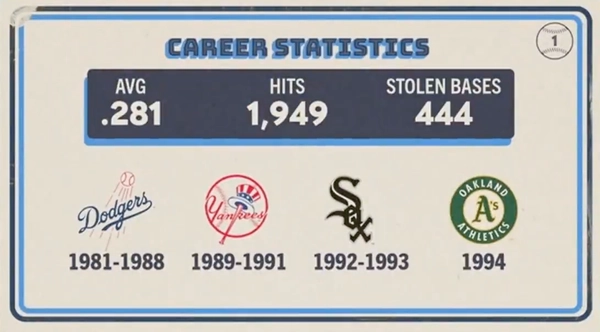 CAREER STATISTICS
1
AVG HITS STOLEN BASES
.281 1,949 444
Dodgers Yankees Sox OAKLAND A's ATHLETICS
1981-1988 1989-1991 1992-1993 1994